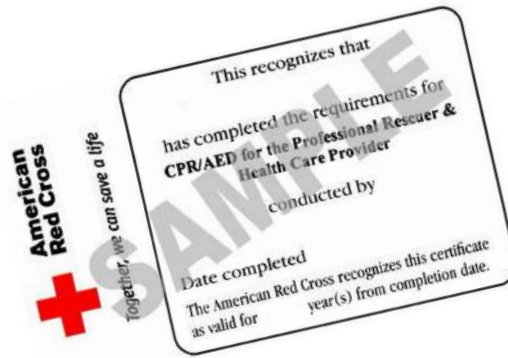 American
Red Cross
Together, we can save a life
This recognizes that
has completed the requirements for
CPR/AED for the Professional Rescuer &
Health Care Provider
conducted by
Date completed
The American Red Cross recognizes this certificate
as valid for year(s) from completion date.
SAMPLE